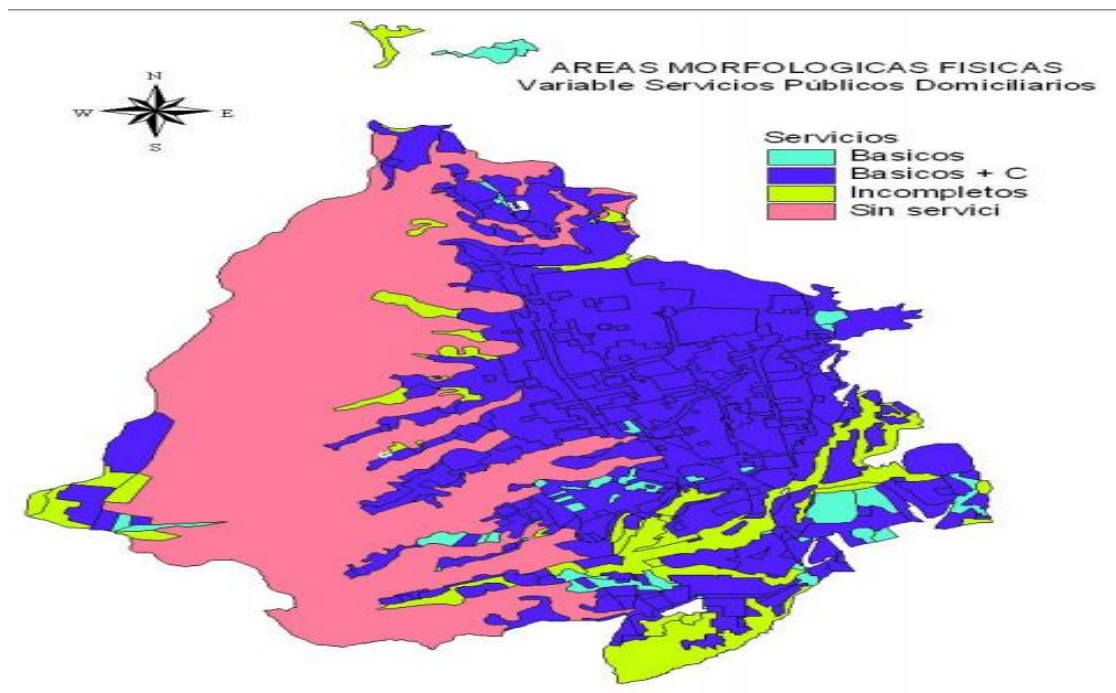 N
W E
S
AREAS MORFOLOGICAS FISICAS
Variable Servicios Públicos Domiciliarios
Servicios
Basicos
Basicos + C
Incompletos
Sin servici